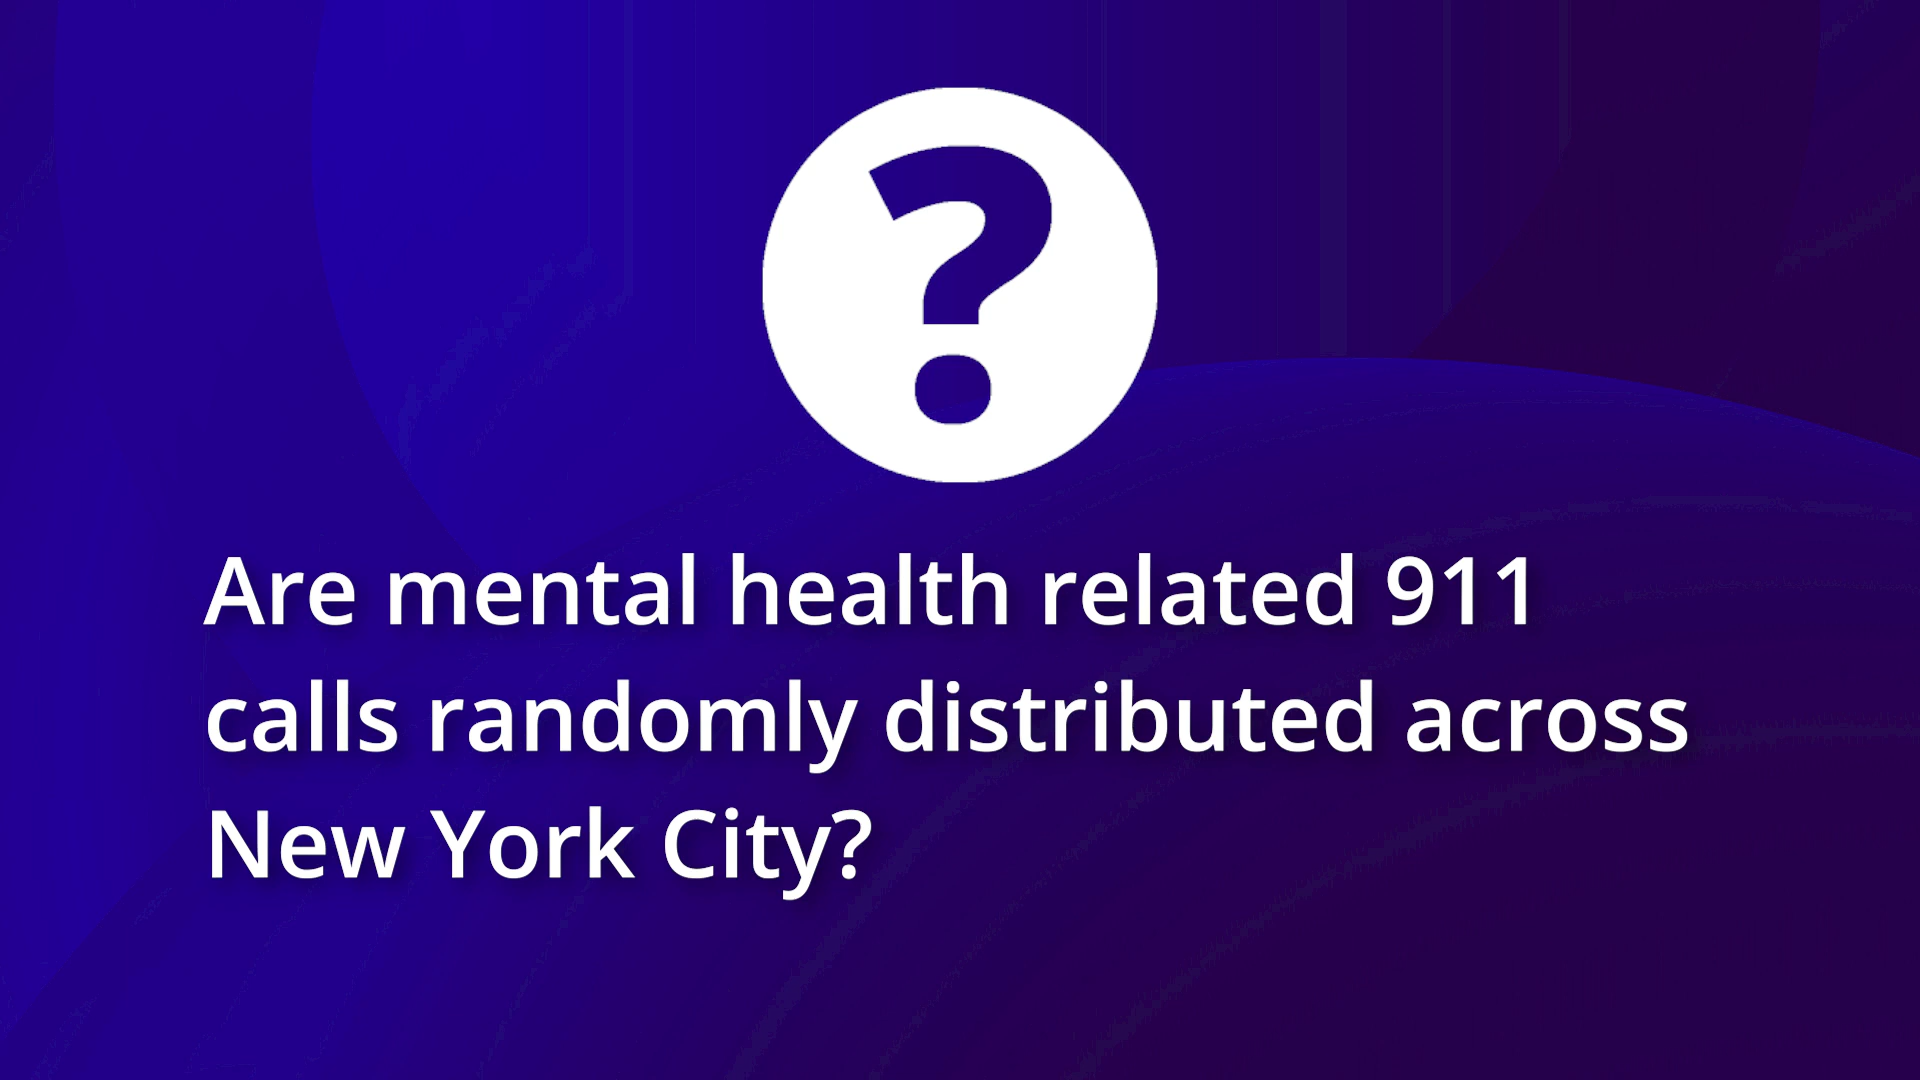 ?
Are mental health related 911
calls randomly distributed across
New York City?